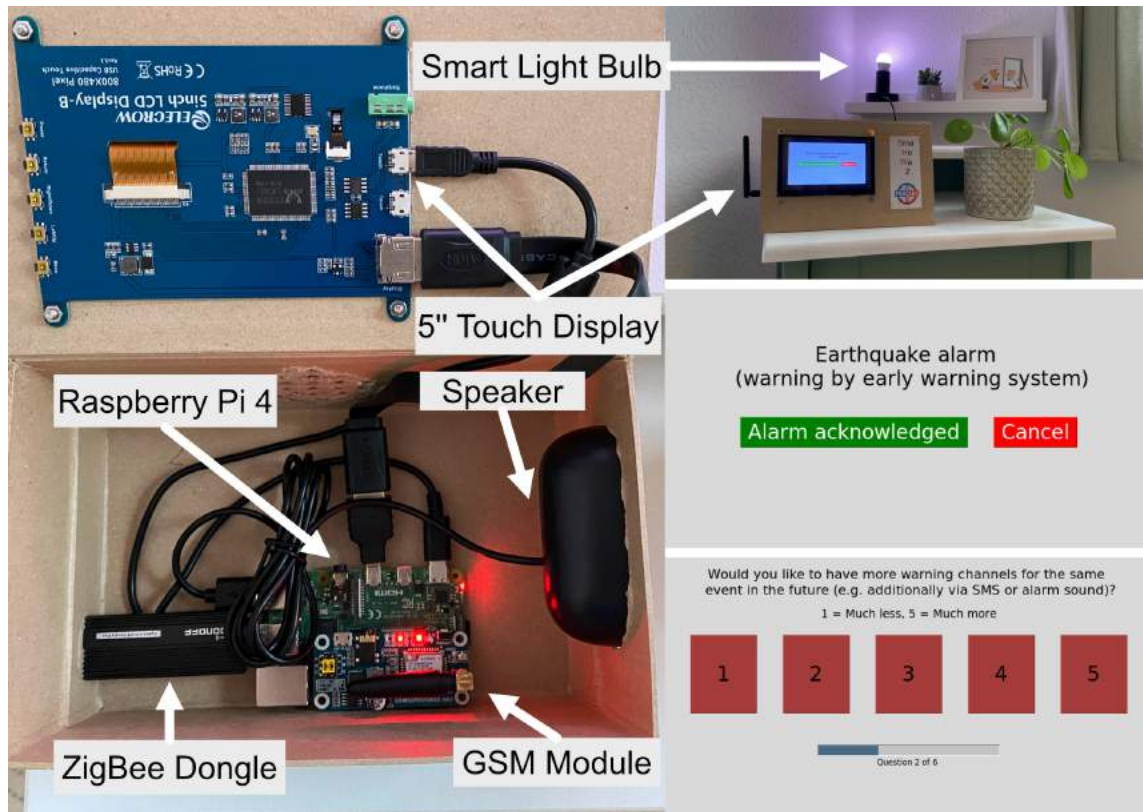 Smart Light Bulb
5" Touch Display
Raspberry Pi 4
Speaker
ZigBee Dongle
GSM Module
ELECROW
5inch LCD Display-B
800X480 Pixel
USB Capacitive Touch
CE RoHS
HDMI
Earthquake alarm
(warning by early warning system)
Alarm acknowledged
Cancel
Would you like to have more warning channels for the same
event in the future (e.g. additionally via SMS or alarm sound)?
1 = Much less, 5 = Much more
1
2
3
4
5
Question 2 of 6